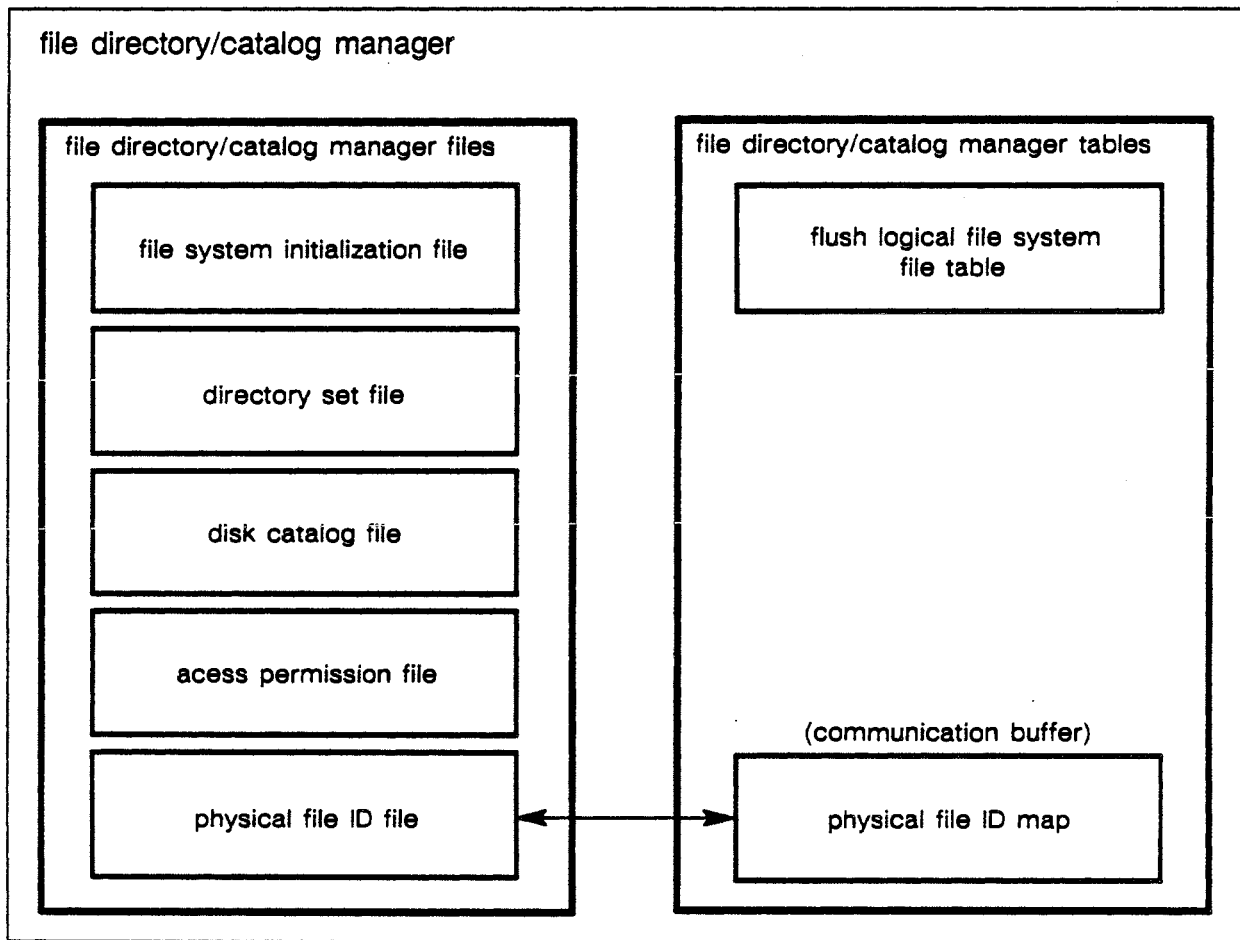 file directory/catalog manager
file directory/catalog manager files
file system initialization file
directory set file
disk catalog file
acess permission file
physical file ID file
file directory/catalog manager tables
flush logical file system
file table
(communication buffer)
physical file ID map